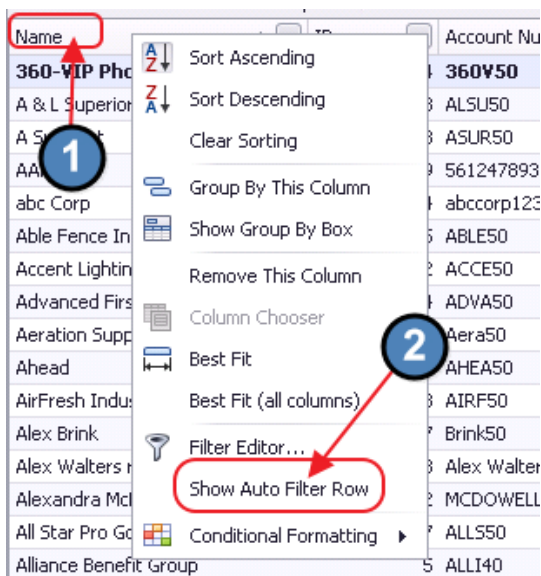 Name Account Nu
360-VIP Pho 360V50
A & L Superior ALSU50
A ASUR50
561247893
abc Corp abccorp123
Able Fence In 5 ABLE50
Accent Lightin ACCE50
Advanced Firs ADVA50
Aeration Supp Aera50
Ahead AHEA50
AirFresh Indus AIRF50
Alex Brink Brink50
Alex Walters r Alex Walter
Alexandra McI MCDOWELL
All Star Pro Go ALLS50
Alliance Benefit Group 5 ALLI40
Sort Ascending
Sort Descending
Clear Sorting
Group By This Column
Show Group By Box
Remove This Column
Column Chooser
Best Fit
Best Fit (all columns)
Filter Editor...
Show Auto Filter Row
Conditional Formatting
1
2